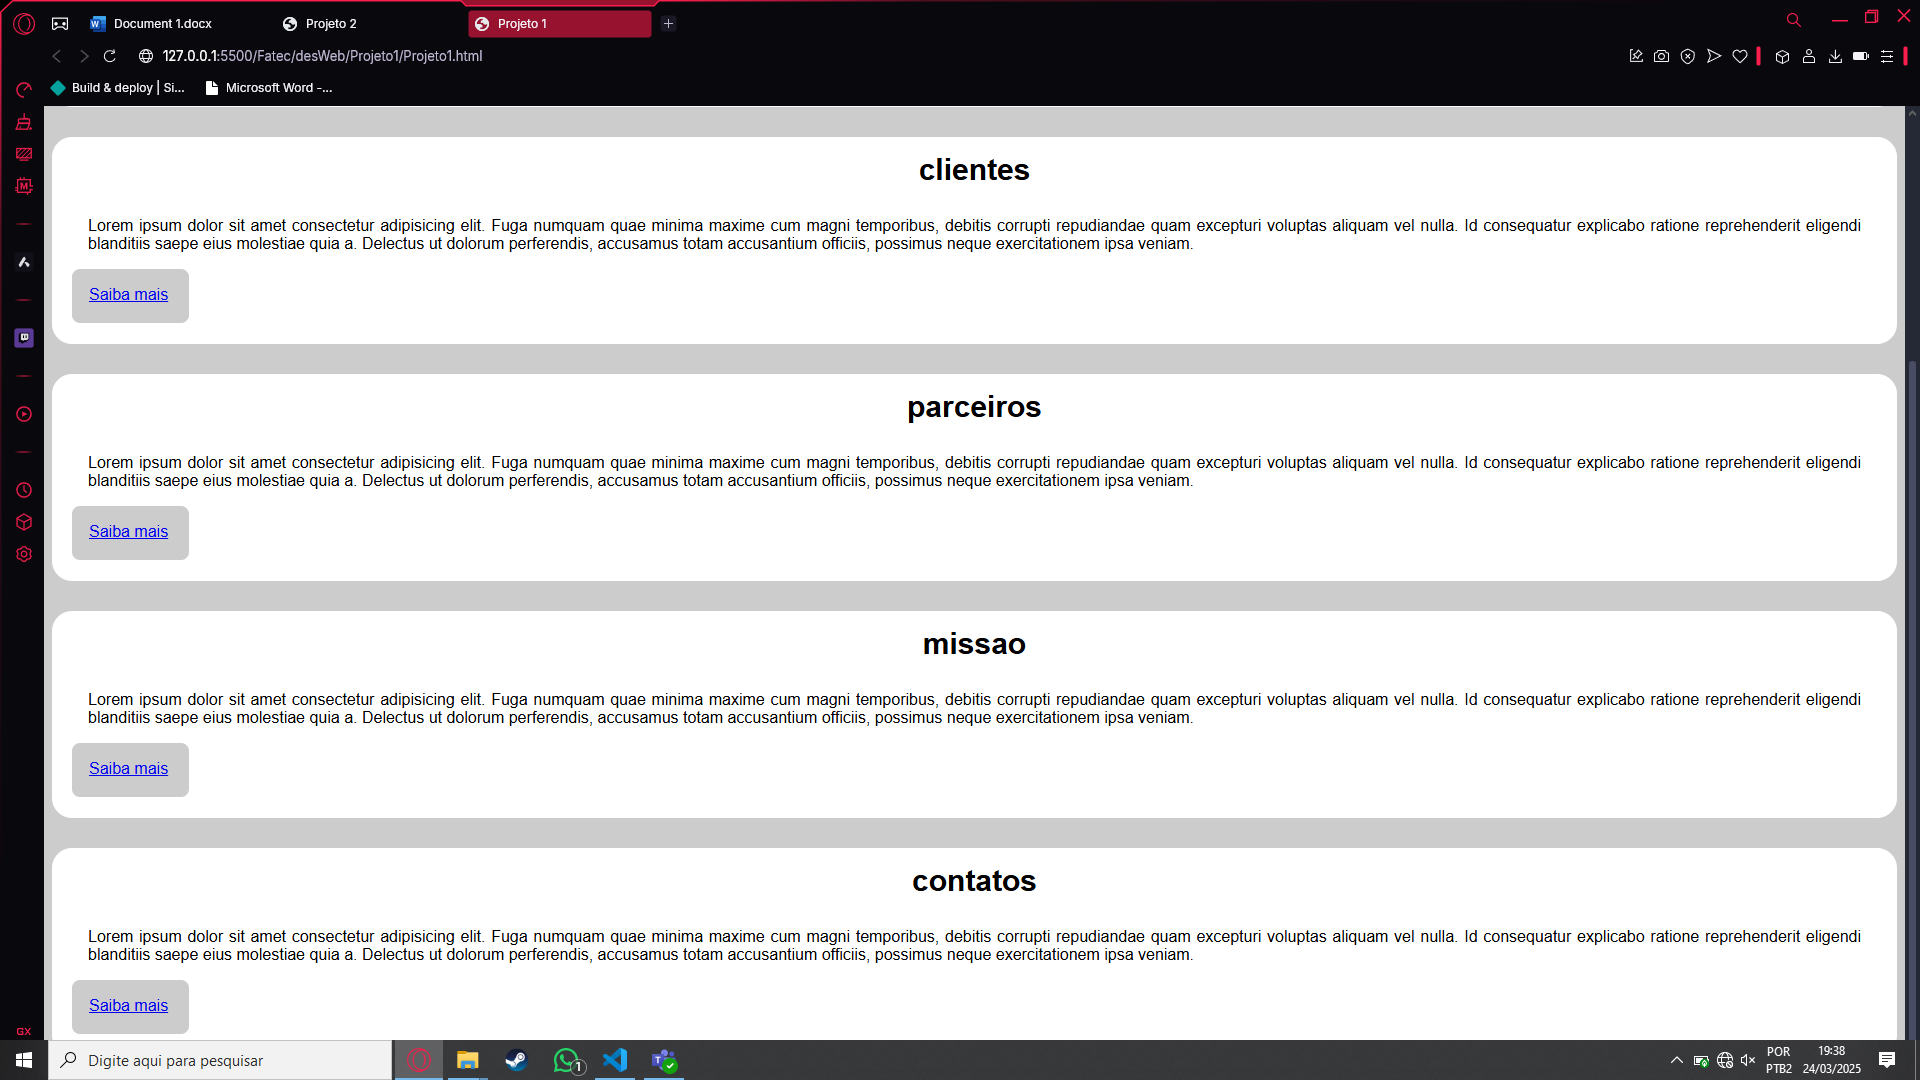 Document 1.docx
Projeto 2
Projeto 1
127.0.0.1:5500/Fatec/desWeb/Projeto1/Projeto1.html
Build & deploy | Si...
Microsoft Word -...
M
clientes
Lorem ipsum dolor sit amet consectetur adipisicing elit. Fuga numquam quae minima maxime cum magni temporibus, debitis corrupti repudiandae quam excepturi voluptas aliquam vel nulla. Id consequatur explicabo ratione reprehenderit eligendi
blanditiis saepe eius molestiae quia a. Delectus ut dolorum perferendis, accusamus totam accusantium officiis, possimus neque exercitationem ipsa veniam.
Saiba mais
parceiros
Lorem ipsum dolor sit amet consectetur adipisicing elit. Fuga numquam quae minima maxime cum magni temporibus, debitis corrupti repudiandae quam excepturi voluptas aliquam vel nulla. Id consequatur explicabo ratione reprehenderit eligendi
blanditiis saepe eius molestiae quia a. Delectus ut dolorum perferendis, accusamus totam accusantium officiis, possimus neque exercitationem ipsa veniam.
Saiba mais
missao
Lorem ipsum dolor sit amet consectetur adipisicing elit. Fuga numquam quae minima maxime cum magni temporibus, debitis corrupti repudiandae quam excepturi voluptas aliquam vel nulla. Id consequatur explicabo ratione reprehenderit eligendi
blanditiis saepe eius molestiae quia a. Delectus ut dolorum perferendis, accusamus totam accusantium officiis, possimus neque exercitationem ipsa veniam.
Saiba mais
contatos
Lorem ipsum dolor sit amet consectetur adipisicing elit. Fuga numquam quae minima maxime cum magni temporibus, debitis corrupti repudiandae quam excepturi voluptas aliquam vel nulla. Id consequatur explicabo ratione reprehenderit eligendi
blanditiis saepe eius molestiae quia a. Delectus ut dolorum perferendis, accusamus totam accusantium officiis, possimus neque exercitationem ipsa veniam.
Saiba mais
GX
Digite aqui para pesquisar
1
POR
PTB2
19:38
24/03/2025